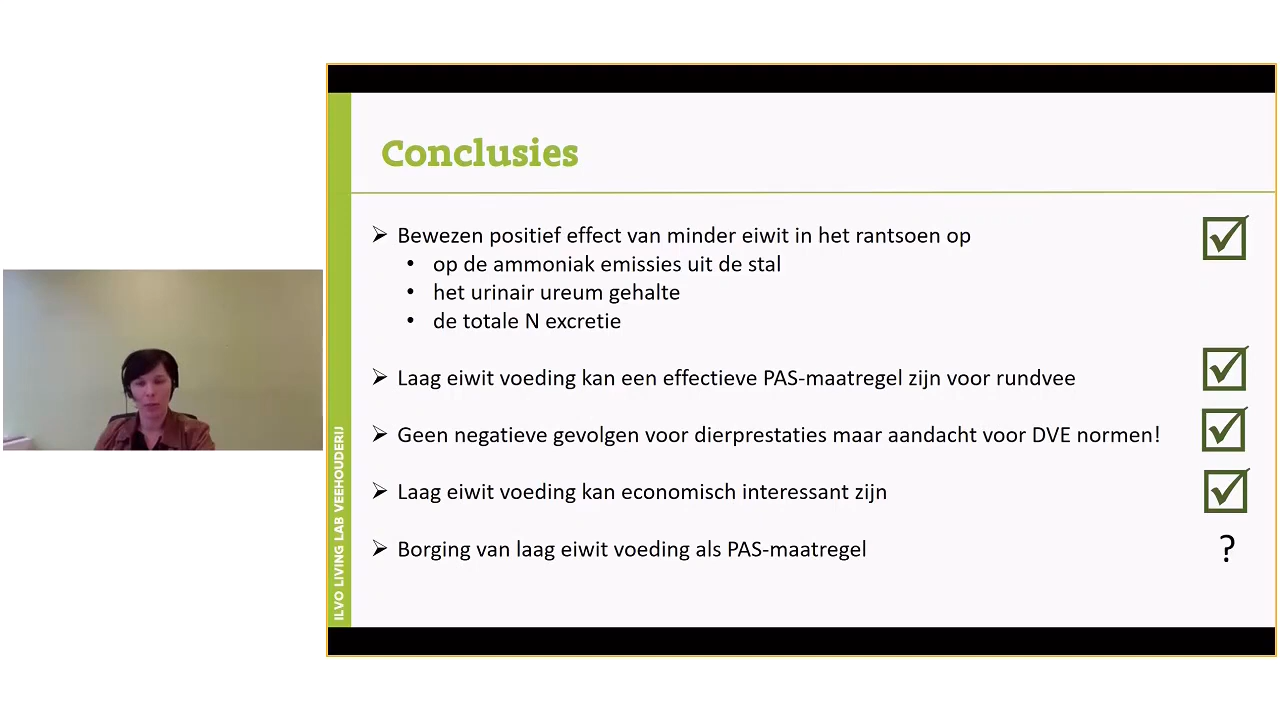 Conclusies
➢ Bewezen positief effect van minder eiwit in het rantsoen op
• op de ammoniak emissies uit de stal
• het urinair ureum gehalte
• de totale N excretie
➢ Laag eiwit voeding kan een effectieve PAS-maatregel zijn voor rundvee
➢ Geen negatieve gevolgen voor dierprestaties maar aandacht voor DVE normen!
➢ Laag eiwit voeding kan economisch interessant zijn
➢ Borging van laag eiwit voeding als PAS-maatregel ?
ILVO LIVING LAB VEEHOUDERIJ